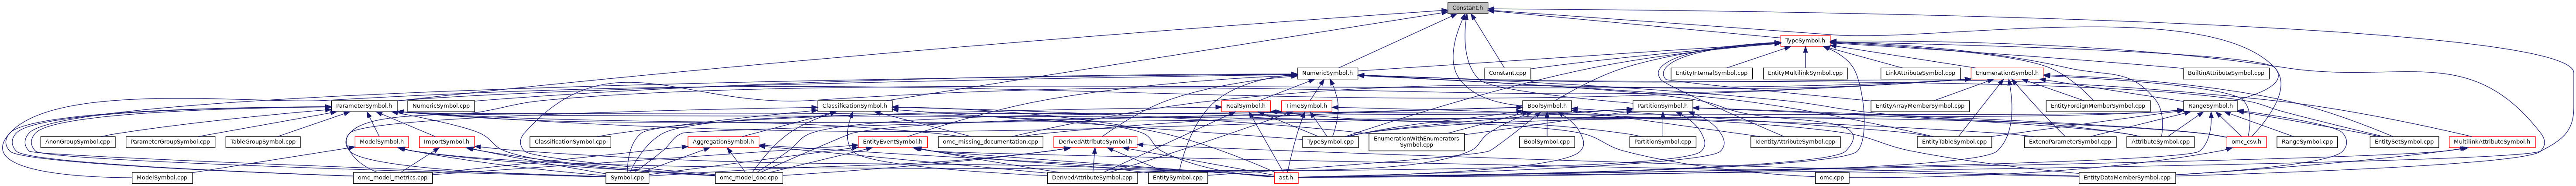 Constant.h
TypeSymbol.h
NumericSymbol.h
Constant.cpp
EntityInternalSymbol.cpp
EntityMultilinkSymbol.cpp
LinkAttributeSymbol.cpp
EnumerationSymbol.h
BuiltinAttributeSymbol.cpp
ParameterSymbol.h
NumericSymbol.cpp
ClassificationSymbol.h
RealSymbol.h
TimeSymbol.h
BoolSymbol.h
PartitionSymbol.h
EntityArrayMemberSymbol.cpp
EntityForeignMemberSymbol.cpp
RangeSymbol.h
AnonGroupSymbol.cpp
ParameterGroupSymbol.cpp
TableGroupSymbol.cpp
ModelSymbol.h
ImportSymbol.h
ClassificationSymbol.cpp
AggregationSymbol.h
EntityEventSymbol.h
omc_missing_documentation.cpp
DerivedAttributeSymbol.h
TypeSymbol.cpp
EnumerationWithEnumerators
Symbol.cpp
BoolSymbol.cpp
PartitionSymbol.cpp
IdentityAttributeSymbol.cpp
EntityTableSymbol.cpp
ExtendParameterSymbol.cpp
AttributeSymbol.cpp
omc_csv.h
RangeSymbol.cpp
EntitySetSymbol.cpp
MultilinkAttributeSymbol.h
ModelSymbol.cpp
omc_model_metrics.cpp
Symbol.cpp
omc_model_doc.cpp
DerivedAttributeSymbol.cpp
EntitySymbol.cpp
ast.h
omc.cpp
EntityDataMemberSymbol.cpp